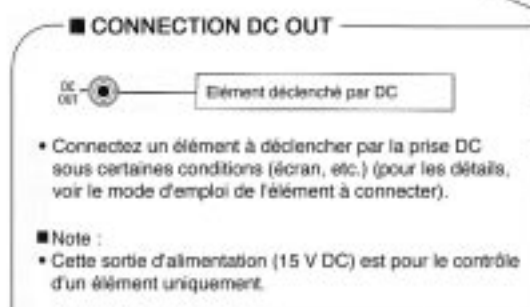 ■ CONNECTION DC OUT
DC
OUT
Elément déclenché par DC
• Connectez un élément à déclencher par la prise DC
sous certaines conditions (écran, etc.) (pour les détails,
voir le mode d'emploi de l'élément à connecter).
■ Note :
• Cette sortie d'alimentation (15 V DC) est pour le contrôle
d'un élément uniquement.